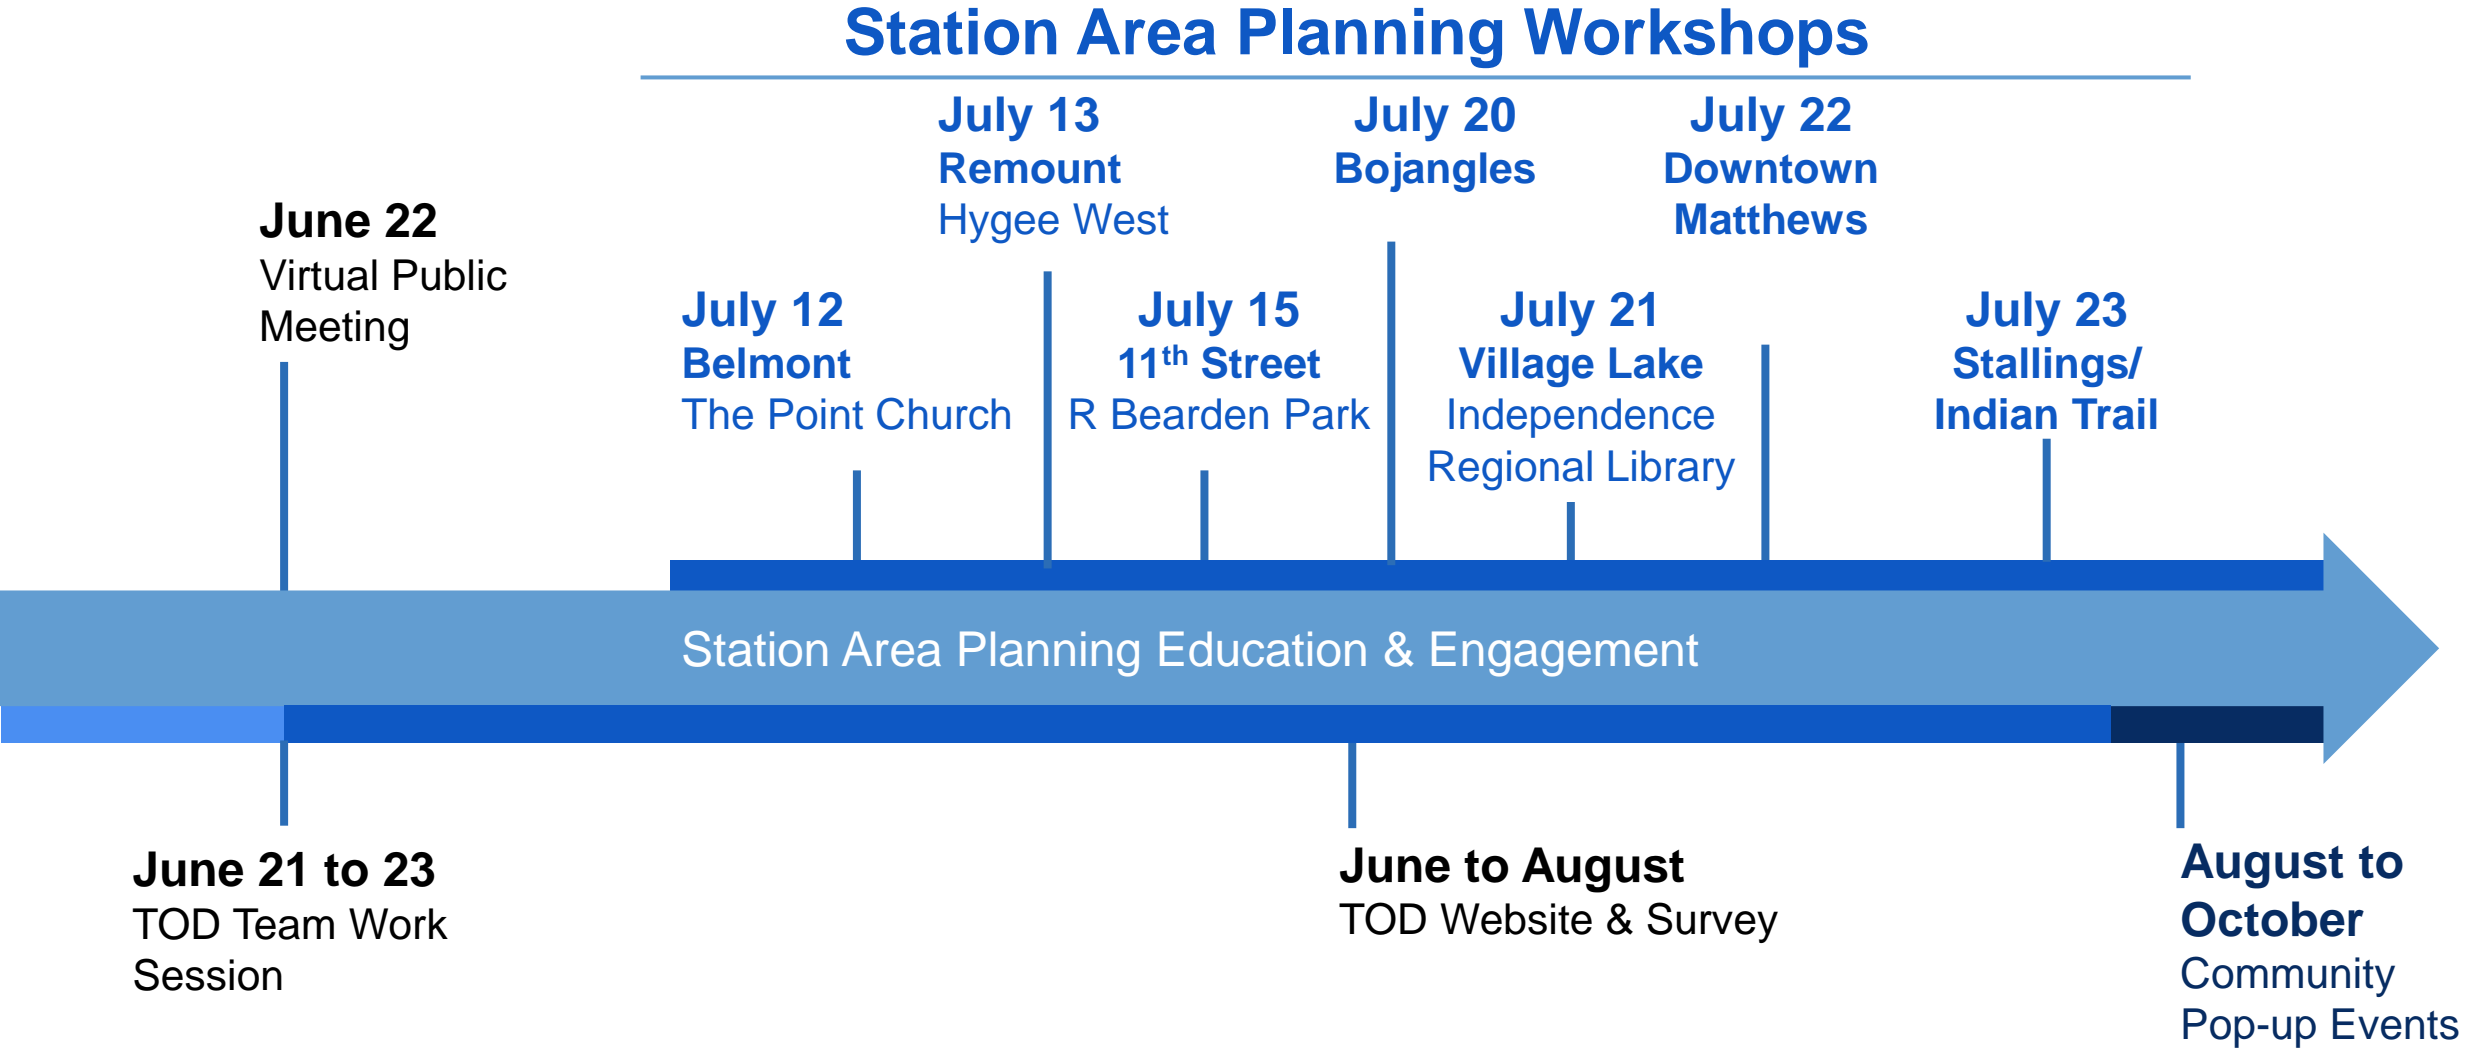 Station Area Planning Workshops
July 13
Remount
Hygee West
July 20
Bojangles
July 22
Downtown
Matthews
June 22
Virtual Public
Meeting
July 12
Belmont
The Point Church
July 15
11th Street
R Bearden Park
July 21
Village Lake
Independence
Regional Library
July 23
Stallings/
Indian Trail
Station Area Planning Education & Engagement
June 21 to 23
TOD Team Work
Session
June to August
TOD Website & Survey
August to
October
Community
Pop-up Events